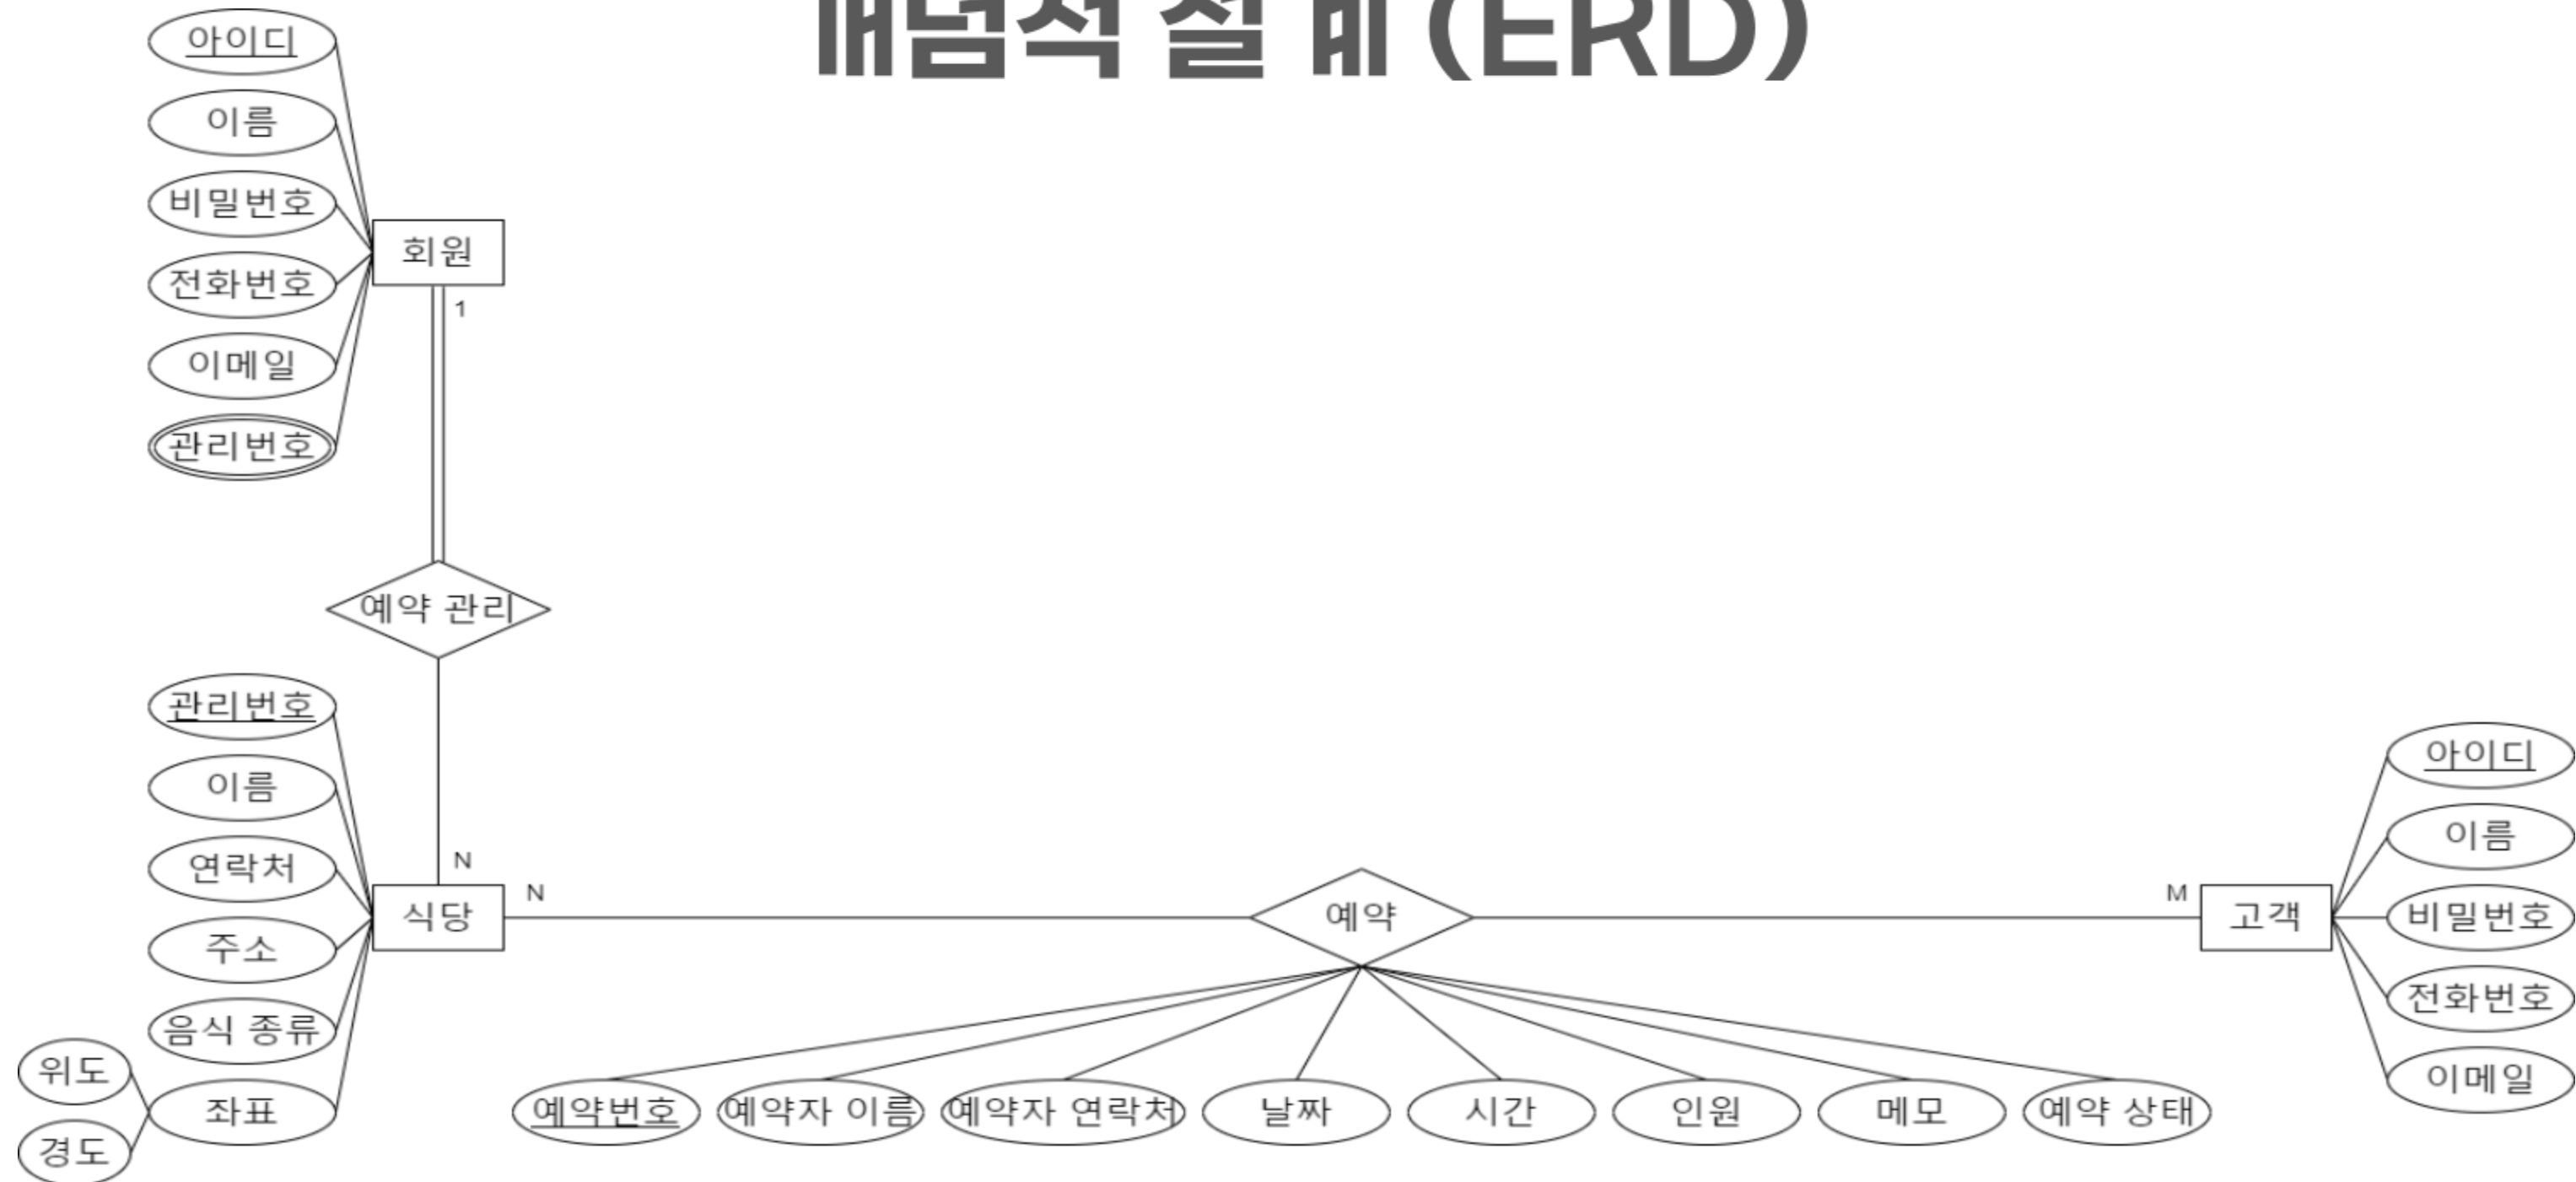 개념적 설계 (ERD)
아이디
이름
비밀번호
전화번호
이메일
관리번호
회원
1
예약 관리
N
관리번호
이름
연락처
주소
음식 종류
좌표
위도
경도
식당
N
예약
M
고객
아이디
이름
비밀번호
전화번호
이메일
예약번호
예약자 이름
예약자 연락처
날짜
시간
인원
메모
예약 상태